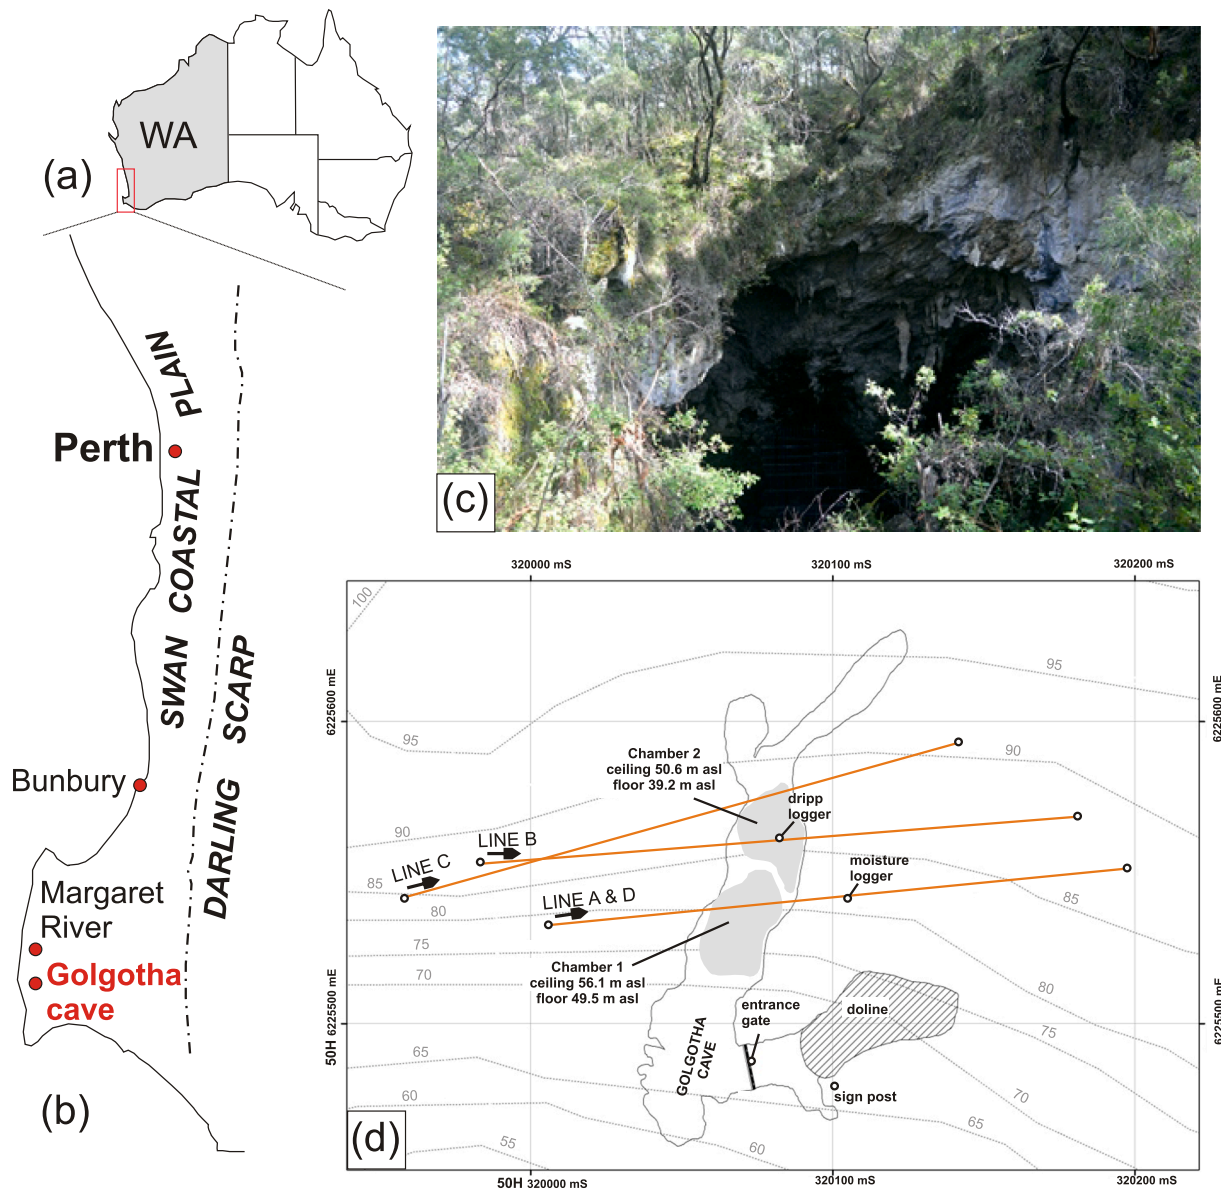 WA
(a)
PLAIN
Perth
SWAN COASTAL
DARLING SCARP
Bunbury
Margaret
River
Golgotha
cave
(b)
(c)
320000 mS
320100 mS
320200 mS
100
95
95
6225600 mE
6225600 mE
Chamber 2
ceiling 50.6 m asl
floor 39.2 m asl
90
dripp
logger
90
LINE B
LINE C
moisture
logger
85
85
LINE A & D
80
75
70
Chamber 1
ceiling 56.1 m asl
floor 49.5 m asl
entrance
gate
doline
80
75
50H 6225500 mE
6225500 mE
GOLGOTHA
CAVE
65
70
sign post
60
65
55
60
(d)
50H 320000 mS
320100 mS
320200 mS